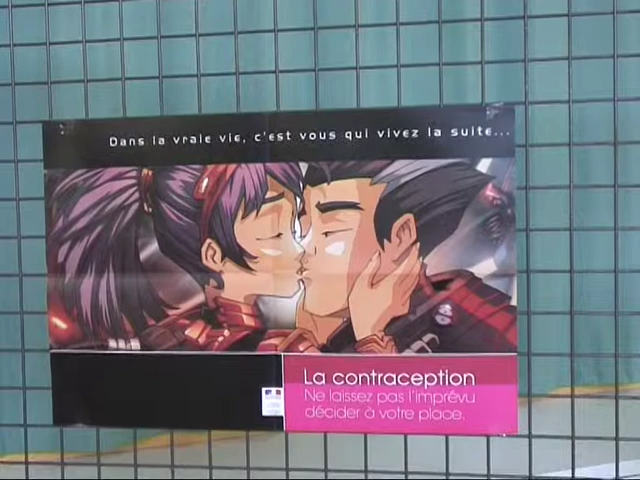 Dans la vraie vie, c'est vous qui vivez la suite...
La contraception
Ne laissez pas l'imprévu
décider à votre place.